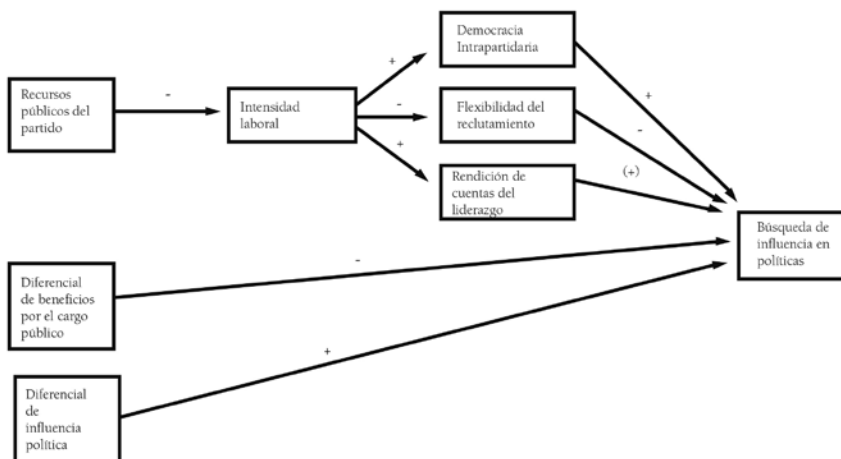 Democracia
Intrapartidaria
+
Recursos
públicos del
partido
-
Intensidad
laboral
-
Flexibilidad del
reclutamiento
+
-
+
Rendición de
cuentas del
liderazgo
(+)
Búsqueda de
influencia en
políticas
Diferencial
de beneficios
por el cargo
público
-
+
Diferencial
de
influencia
política